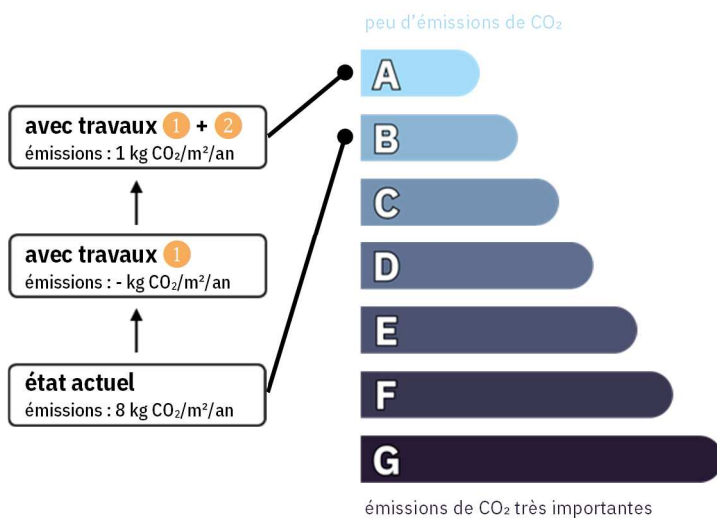 peu d'émissions de CO₂
A
avec travaux 1 + 2
émissions : 1 kg CO₂/m²/an
B
C
avec travaux 1
émissions : - kg CO₂/m²/an
D
E
état actuel
émissions : 8 kg CO₂/m²/an
F
G
émissions de CO₂ très importantes